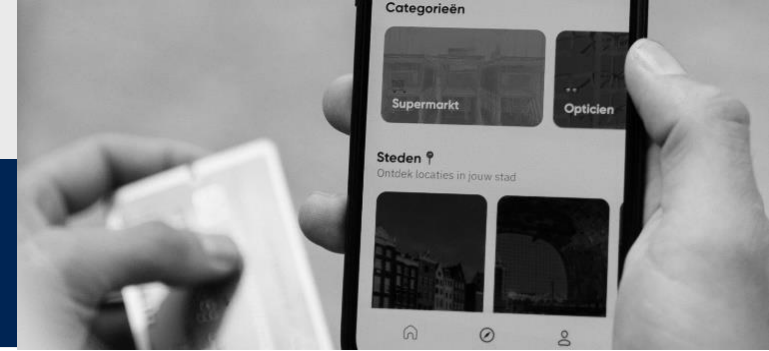 Categorieën
Supermarkt
Opticien
Steden
Ontdek locaties in jouw stad